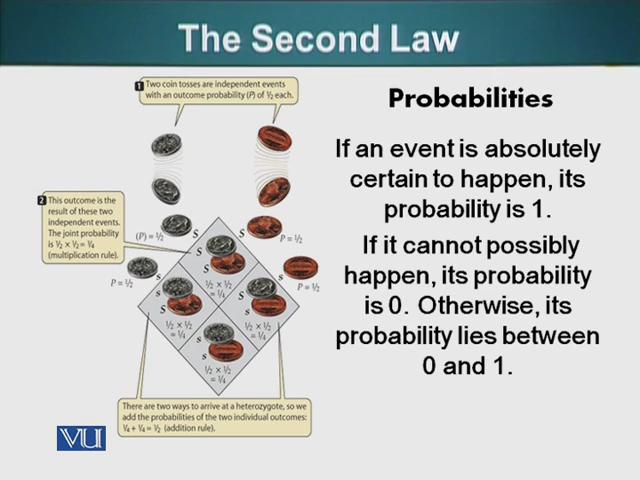 The Second Law
1 Two coin tosses are independent events
with an outcome probability (P) of ½ each.
2 This outcome is the
result of these two
independent events.
The joint probability
is ½ × ½ = ¼
(multiplication rule).
(P) = ½
S
S
P = ½
P = ½
s
½ × ½
= ¼
s
P = ½
S
s
S
s
½ × ½
= ¼
½ × ½
= ¼
s
s
½ × ½
= ¼
There are two ways to arrive at a heterozygote, so we
add the probabilities of the two individual outcomes:
¼ + ¼ = ½ (addition rule).
Probabilities
If an event is absolutely
certain to happen, its
probability is 1.
If it cannot possibly
happen, its probability
is 0. Otherwise, its
probability lies between
0 and 1.
VU